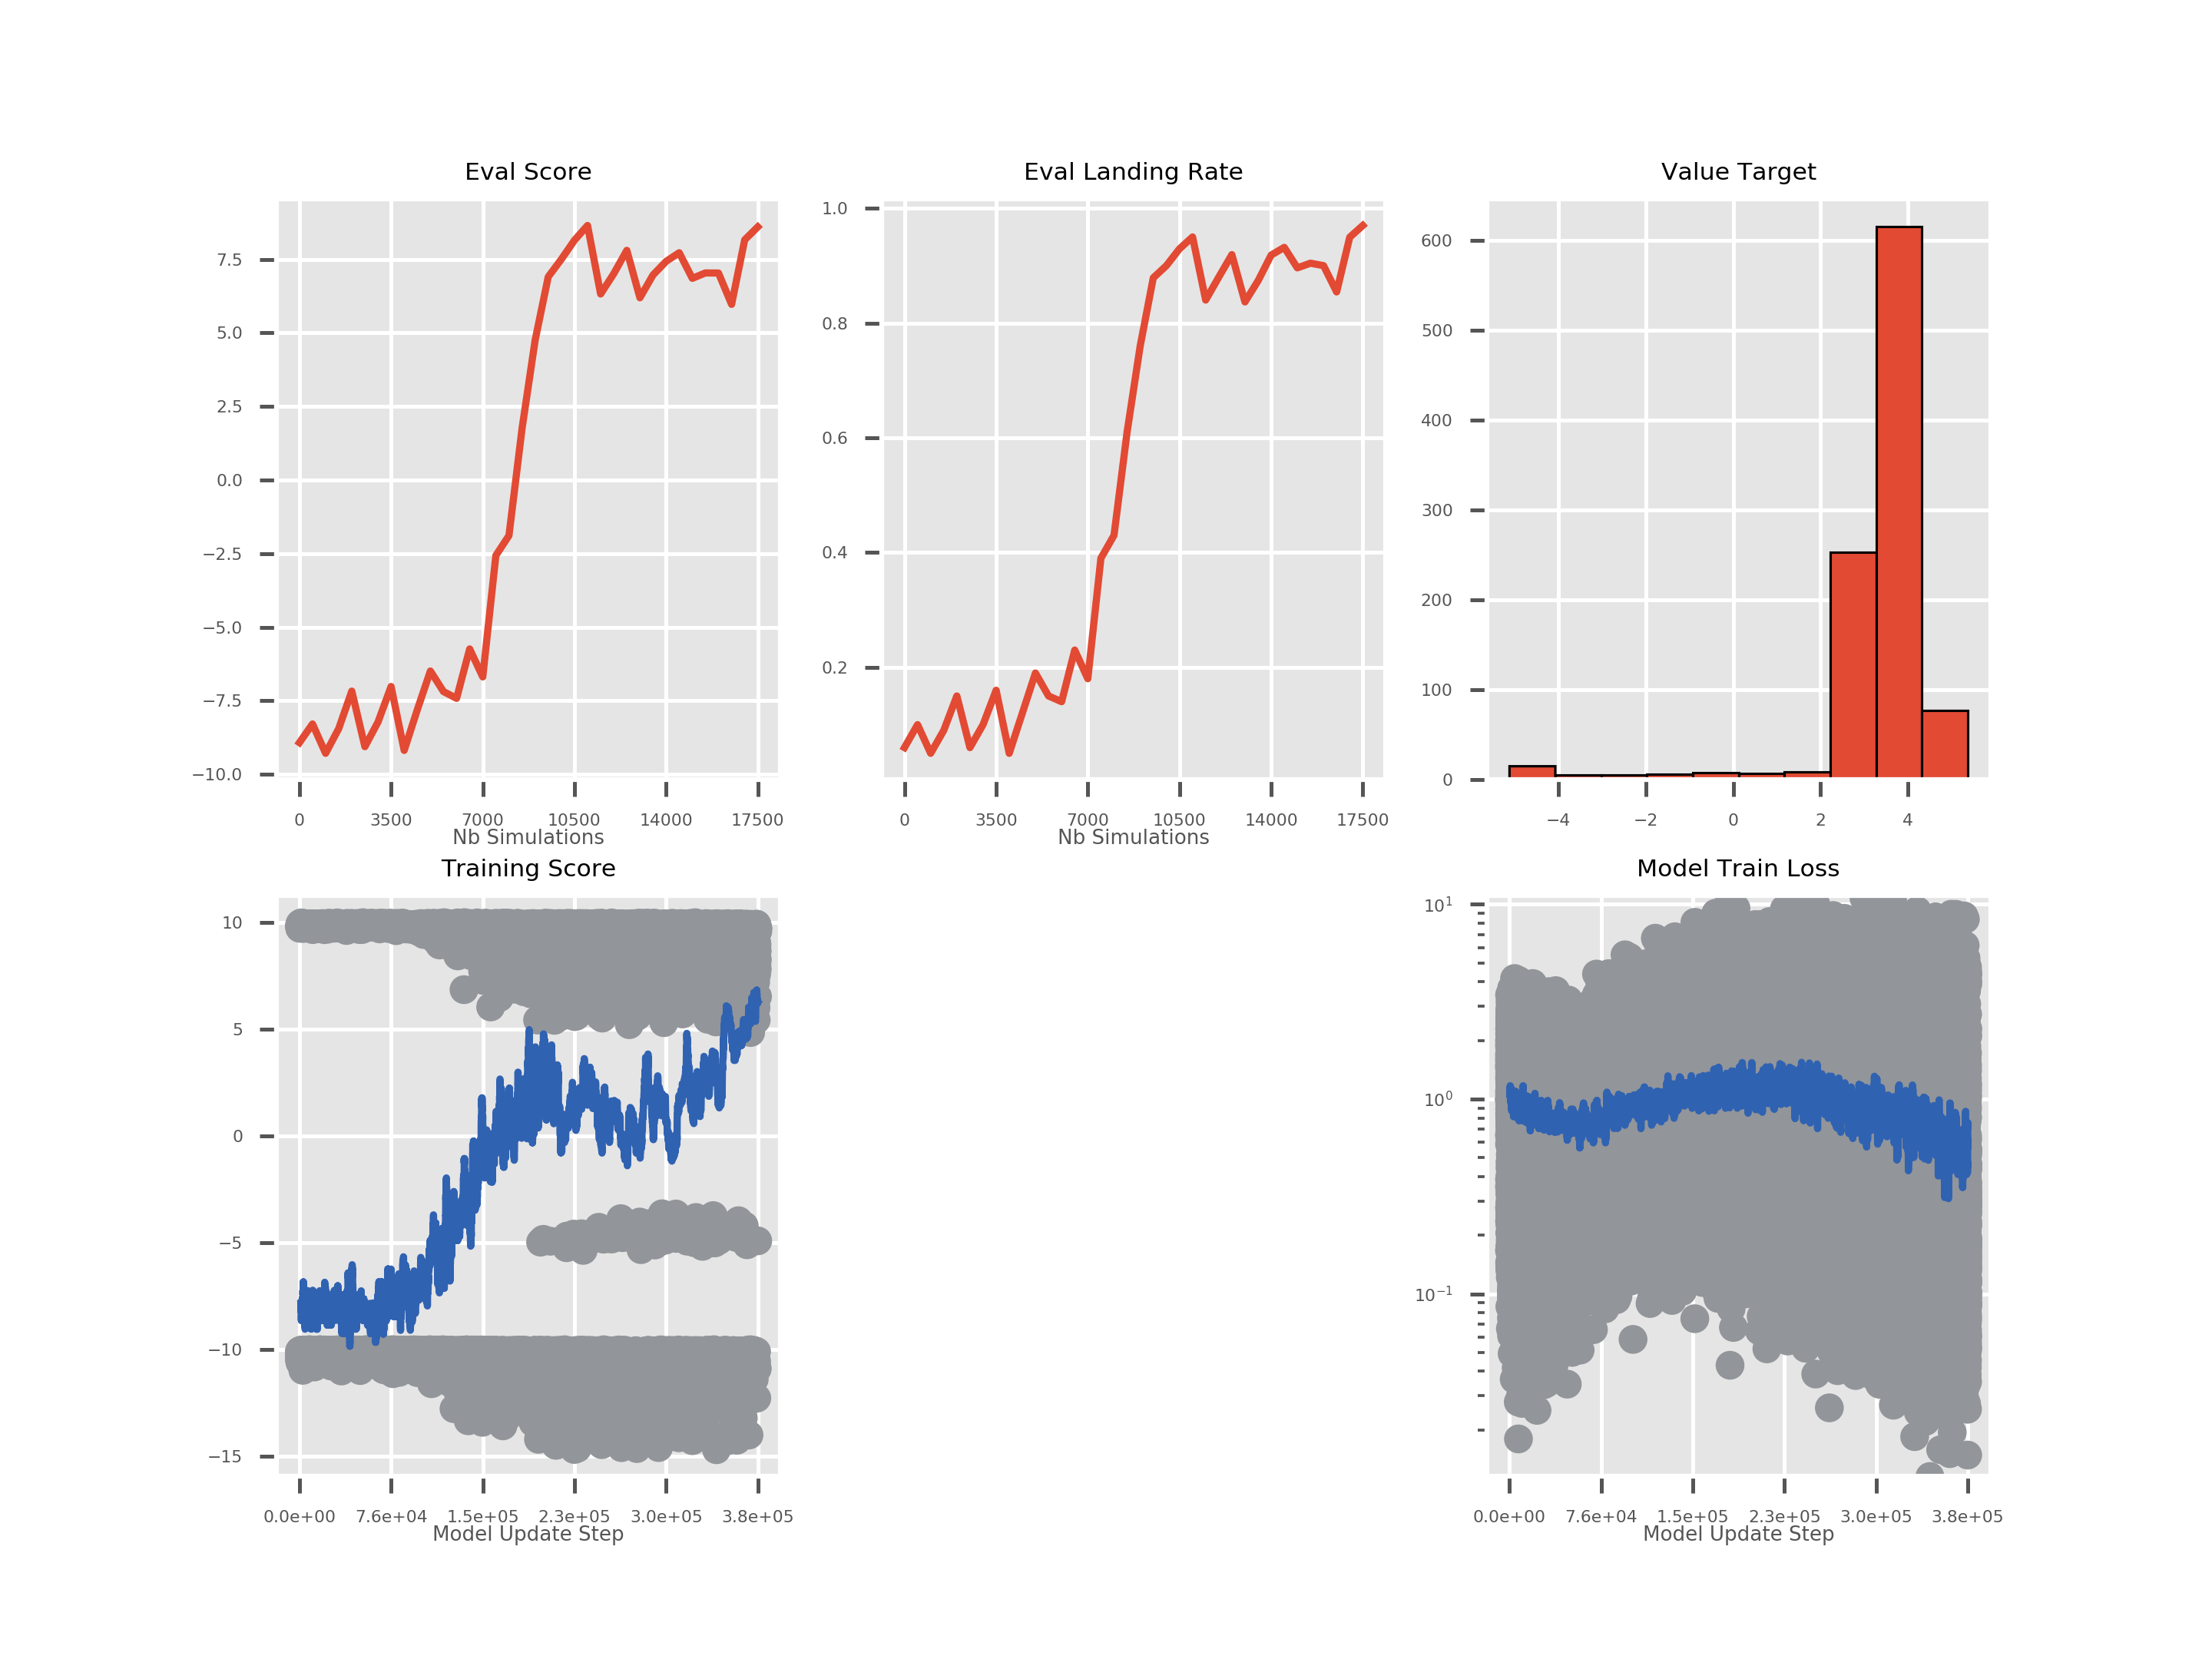 Eval Score
7.5
5.0
2.5
0.0
−2.5
−5.0
−7.5
−10.0
0 3500 7000 10500 14000 17500
Nb Simulations
Eval Landing Rate
1.0
0.8
0.6
0.4
0.2
0 3500 7000 10500 14000 17500
Nb Simulations
Value Target
600
500
400
300
200
100
0
−4 −2 0 2 4
Training Score
10
5
0
−5
−10
−15
0.0e+00 7.6e+04 1.5e+05 2.3e+05 3.0e+05 3.8e+05
Model Update Step
Model Train Loss
10¹
10⁰
10⁻¹
0.0e+00 7.6e+04 1.5e+05 2.3e+05 3.0e+05 3.8e+05
Model Update Step